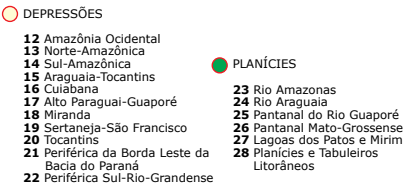 DEPRESSÕES
12 Amazônia Ocidental
13 Norte-Amazônica
14 Sul-Amazônica
15 Araguaia-Tocantins
16 Cuiabana
17 Alto Paraguai-Guaporé
18 Miranda
19 Sertaneja-São Francisco
20 Tocantins
21 Periférica da Borda Leste da
Bacia do Paraná
22 Periférica Sul-Rio-Grandense
PLANÍCIES
23 Rio Amazonas
24 Rio Araguaia
25 Pantanal do Rio Guaporé
26 Pantanal Mato-Grossense
27 Lagoas dos Patos e Mirim
28 Planícies e Tabuleiros
Litorâneos